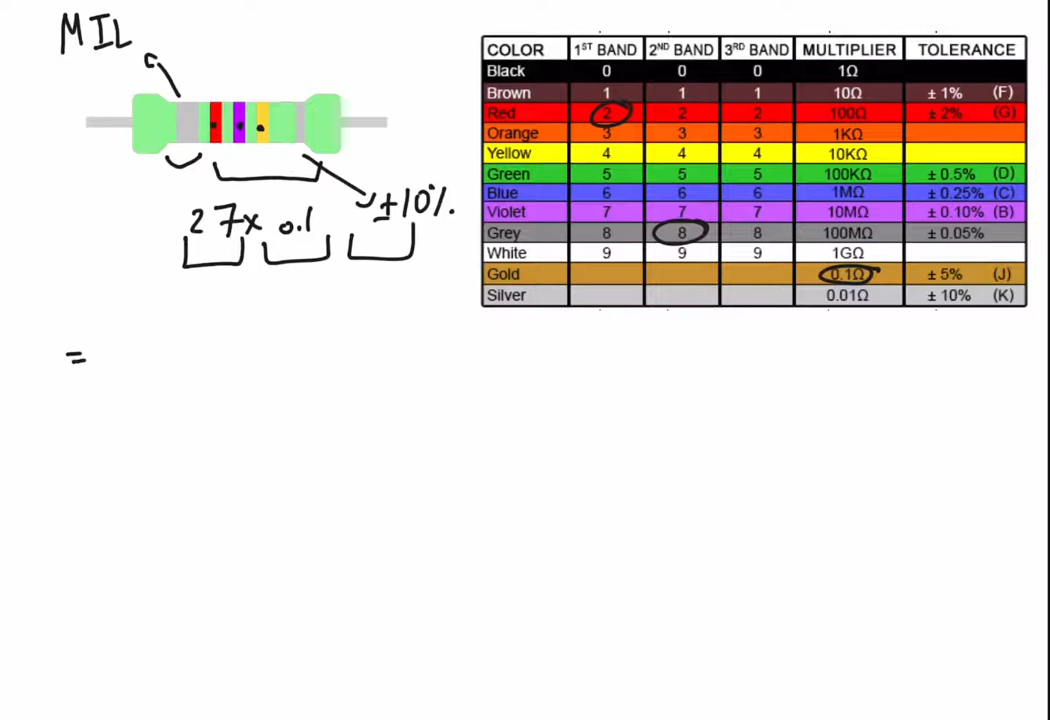 MIL
±10%.
27x 0.1
=
COLOR 1ST BAND 2ND BAND 3RD BAND MULTIPLIER TOLERANCE
Black 0 0 0 1Ω
Brown 1 1 1 10Ω ± 1% (F)
Red 2 2 2 100Ω ± 2% (G)
Orange 3 3 3 1KΩ
Yellow 4 4 4 10KΩ
Green 5 5 5 100KΩ ± 0.5% (D)
Blue 6 6 6 1MΩ ± 0.25% (C)
Violet 7 7 7 10MΩ ± 0.10% (B)
Grey 8 8 8 100MΩ ± 0.05%
White 9 9 9 1GΩ
Gold 0.1Ω ± 5% (J)
Silver 0.01Ω ± 10% (K)